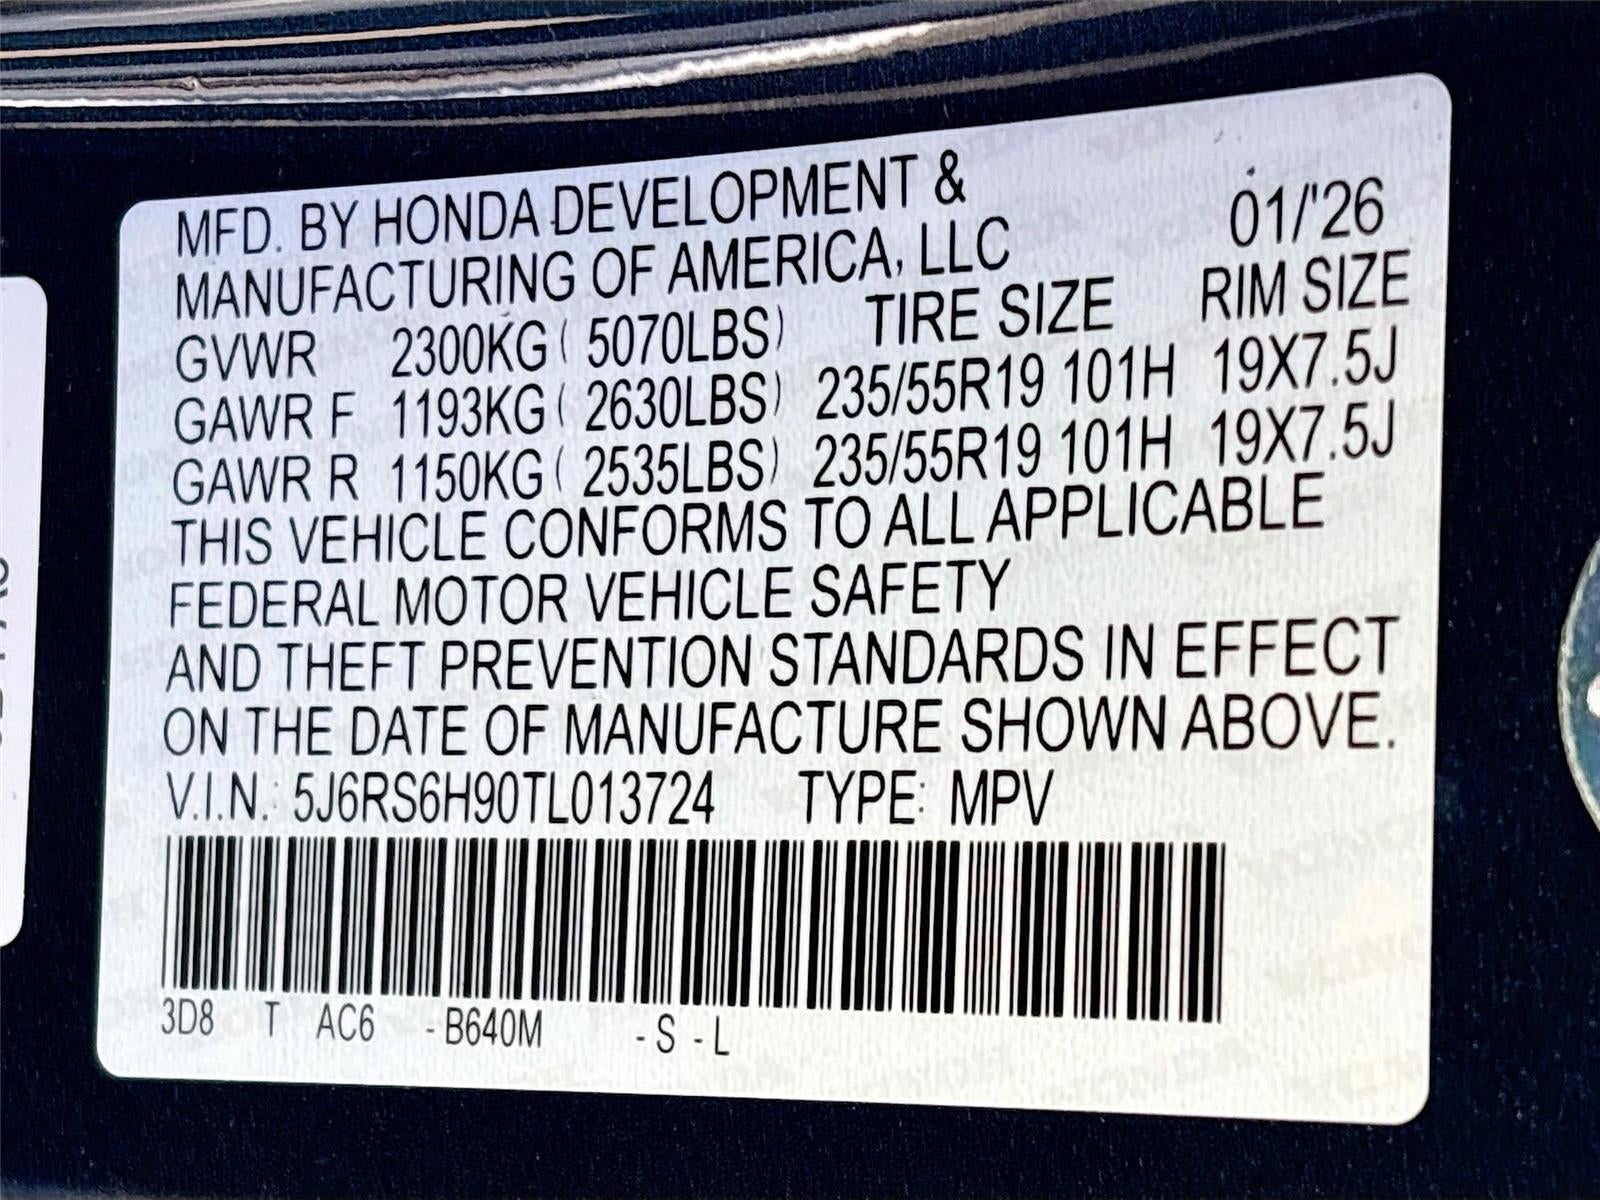 MFD. BY HONDA DEVELOPMENT &
MANUFACTURING OF AMERICA, LLC 01/'26
GVWR 2300KG ( 5070LBS) TIRE SIZE RIM SIZE
GAWR F 1193KG ( 2630LBS) 235/55R19 101H 19X7.5J
GAWR R 1150KG ( 2535LBS) 235/55R19 101H 19X7.5J
THIS VEHICLE CONFORMS TO ALL APPLICABLE
FEDERAL MOTOR VEHICLE SAFETY
AND THEFT PREVENTION STANDARDS IN EFFECT
ON THE DATE OF MANUFACTURE SHOWN ABOVE.
V.I.N.: 5J6RS6H90TL013724 TYPE: MPV
3D8 T AC6 -B640M -S -L